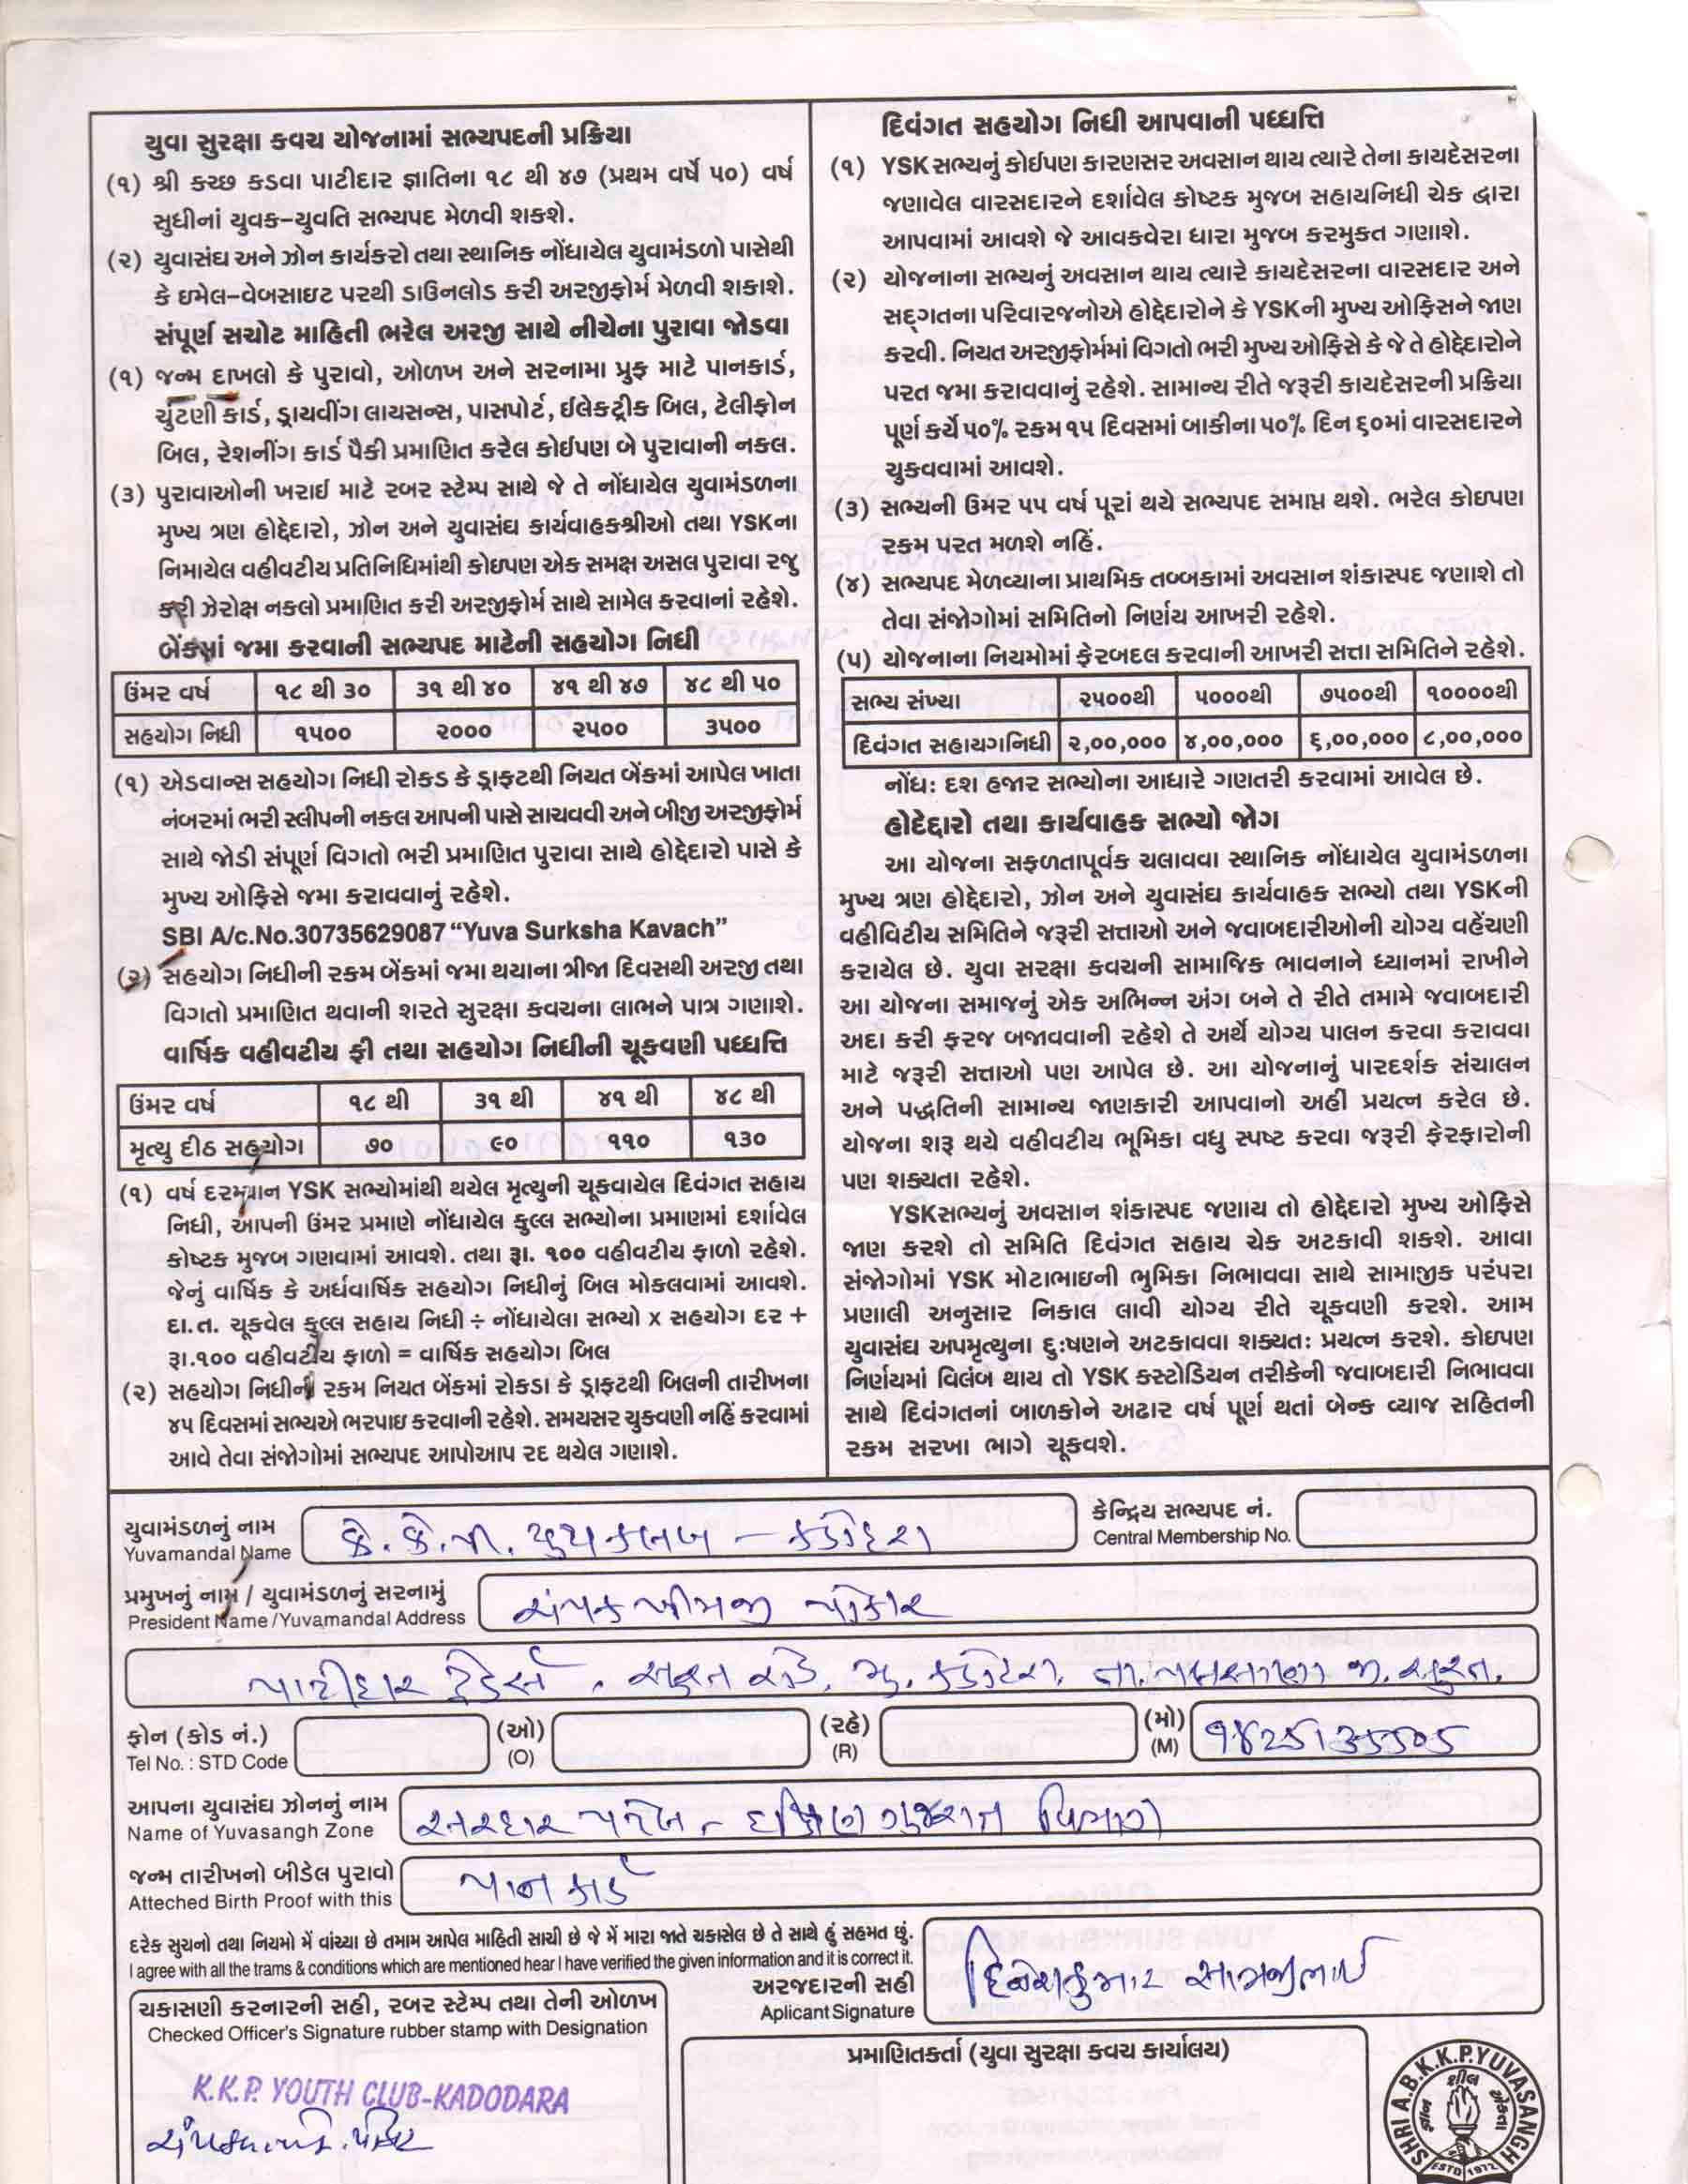 યુવા સુરક્ષા કવચ યોજનામાં સભ્યપદની પ્રક્રિયા
(૧) શ્રી કચ્છ કડવા પાટીદાર જ્ઞાતિના ૧૮ થી ૪૭ (પ્રથમ વર્ષે ૫૦) વર્ષ
સુધીનાં યુવક-યુવતિ સભ્યપદ મેળવી શકશે.
(૨) યુવાસંઘ અને ઝોન કાર્યકરો તથા સ્થાનિક નોંધાયેલ યુવામંડળો પાસેથી
કે ઇમેલ-વેબસાઇટ પરથી ડાઉનલોડ કરી અરજીફોર્મ મેળવી શકાશે.
સંપૂર્ણ સચોટ માહિતી ભરેલ અરજી સાથે નીચેના પુરાવા જોડવા
(૧) જન્મ દાખલો કે પુરાવો, ઓળખ અને સરનામા પ્રુફ માટે પાનકાર્ડ,
ચુંટણી કાર્ડ, ડ્રાયવીંગ લાયસન્સ, પાસપોર્ટ, ઈલેકટ્રીક બિલ, ટેલીફોન
બિલ, રેશનીંગ કાર્ડ પૈકી પ્રમાણિત કરેલ કોઈપણ બે પુરાવાની નકલ.
(૩) પુરાવાઓની ખરાઈ માટે રબર સ્ટેમ્પ સાથે જે તે નોંધાયેલ યુવામંડળના
મુખ્ય ત્રણ હોદ્દેદારો, ઝોન અને યુવાસંઘ કાર્યવાહકશ્રીઓ તથા YSKના
નિમાયેલ વહીવટીય પ્રતિનિધિમાંથી કોઇપણ એક સમક્ષ અસલ પુરાવા રજુ
કરી ઝેરોક્ષ નકલો પ્રમાણિત કરી અરજીફોર્મ સાથે સામેલ કરવાનાં રહેશે.
બેંકમાં જમા કરવાની સભ્યપદ માટેની સહયોગ નિધી
ઉંમર વર્ષ ૧૮ થી ૩૦ ૩૧ થી ૪૦ ૪૧ થી ૪૭ ૪૮ થી ૫૦
સહયોગ નિધી ૧૫૦૦ ૨૦૦૦ ૨૫૦૦ ૩૫૦૦
(૧) એડવાન્સ સહયોગ નિધી રોકડ કે ડ્રાફ્ટથી નિયત બેંકમાં આપેલ ખાતા
નંબરમાં ભરી સ્લીપની નકલ આપની પાસે સાચવવી અને બીજી અરજીફોર્મ
સાથે જોડી સંપૂર્ણ વિગતો ભરી પ્રમાણિત પુરાવા સાથે હોદ્દેદારો પાસે કે
મુખ્ય ઓફિસે જમા કરાવવાનું રહેશે.
SBI A/c.No.30735629087 “Yuva Surksha Kavach”
(૨) સહયોગ નિધીની રકમ બેંકમાં જમા થયાના ત્રીજા દિવસથી અરજી તથા
વિગતો પ્રમાણિત થવાની શરતે સુરક્ષા કવચના લાભને પાત્ર ગણાશે.
વાર્ષિક વહીવટીય ફી તથા સહયોગ નિધીની ચૂકવણી પધ્ધત્તિ
ઉંમર વર્ષ ૧૮ થી ૩૧ થી ૪૧ થી ૪૮ થી
મૃત્યુ દીઠ સહયોગ ૭૦ ૯૦ ૧૧૦ ૧૩૦
(૧) વર્ષ દરમ્યાન YSK સભ્યોમાંથી થયેલ મૃત્યુની ચૂકવાયેલ દિવંગત સહાય
નિધી, આપની ઉંમર પ્રમાણે નોંધાયેલ કુલ્લ સભ્યોના પ્રમાણમાં દર્શાવેલ
કોષ્ટક મુજબ ગણવામાં આવશે. તથા રૂા. ૧૦૦ વહીવટીય ફાળો રહેશે.
જેનું વાર્ષિક કે અર્ધવાર્ષિક સહયોગ નિધીનું બિલ મોકલવામાં આવશે.
દા.ત. ચૂકવેલ કુલ્લ સહાય નિધી ÷ નોંધાયેલા સભ્યો x સહયોગ દર +
રૂા.૧૦૦ વહીવટીય ફાળો = વાર્ષિક સહયોગ બિલ
(૨) સહયોગ નિધીની રકમ નિયત બેંકમાં રોકડા કે ડ્રાફ્ટથી બિલની તારીખના
૪૫ દિવસમાં સભ્યએ ભરપાઇ કરવાની રહેશે. સમયસર ચુકવણી નહિં કરવામાં
આવે તેવા સંજોગોમાં સભ્યપદ આપોઆપ રદ થયેલ ગણાશે.
દિવંગત સહયોગ નિધી આપવાની પધ્ધત્તિ
(૧) YSK સભ્યનું કોઈપણ કારણસર અવસાન થાય ત્યારે તેના કાયદેસરના
જણાવેલ વારસદારને દર્શાવેલ કોષ્ટક મુજબ સહાયનિધી ચેક દ્વારા
આપવામાં આવશે જે આવકવેરા ધારા મુજબ કરમુકત ગણાશે.
(૨) યોજનાના સભ્યનું અવસાન થાય ત્યારે કાયદેસરના વારસદાર અને
સદ્દગતના પરિવારજનોએ હોદ્દેદારોને કે YSKની મુખ્ય ઓફિસને જાણ
કરવી. નિયત અરજીફોર્મમાં વિગતો ભરી મુખ્ય ઓફિસે કે જે તે હોદ્દેદારોને
પરત જમા કરાવવાનું રહેશે. સામાન્ય રીતે જરૂરી કાયદેસરની પ્રક્રિયા
પૂર્ણ કર્યે ૫૦% રકમ ૧૫ દિવસમાં બાકીના ૫૦% દિન ૬૦માં વારસદારને
ચુકવવામાં આવશે.
(૩) સભ્યની ઉમર ૫૫ વર્ષ પૂરાં થયે સભ્યપદ સમાપ્ત થશે. ભરેલ કોઇપણ
રકમ પરત મળશે નહિં.
(૪) સભ્યપદ મેળવ્યાના પ્રાથમિક તબ્બકામાં અવસાન શંકાસ્પદ જણાશે તો
તેવા સંજોગોમાં સમિતિનો નિર્ણય આખરી રહેશે.
(૫) યોજનાના નિયમોમાં ફેરબદલ કરવાની આખરી સત્તા સમિતિને રહેશે.
સભ્ય સંખ્યા ૨૫૦૦થી ૫૦૦૦થી ૭૫૦૦થી ૧૦૦૦૦થી
દિવંગત સહાયગનિધી ૨,૦૦,૦૦૦ ૪,૦૦,૦૦૦ ૬,૦૦,૦૦૦ ૮,૦૦,૦૦૦
નોંધ: દશ હજાર સભ્યોના આધારે ગણતરી કરવામાં આવેલ છે.
હોદેદ્દારો તથા કાર્યવાહક સભ્યો જોગ
આ યોજના સફળતાપૂર્વક ચલાવવા સ્થાનિક નોંધાયેલ યુવામંડળના
મુખ્ય ત્રણ હોદ્દેદારો, ઝોન અને યુવાસંઘ કાર્યવાહક સભ્યો તથા YSKની
વહીવિટીય સમિતિને જરૂરી સત્તાઓ અને જવાબદારીઓની યોગ્ય વહેંચણી
કરાયેલ છે. યુવા સરક્ષા કવચની સામાજિક ભાવનાને ધ્યાનમાં રાખીને
આ યોજના સમાજનું એક અભિન્ન અંગ બને તે રીતે તમામે જવાબદારી
અદા કરી ફરજ બજાવવાની રહેશે તે અર્થે યોગ્ય પાલન કરવા કરાવવા
માટે જરૂરી સત્તાઓ પણ આપેલ છે. આ યોજનાનું પારદર્શક સંચાલન
અને પદ્ધતિની સામાન્ય જાણકારી આપવાનો અહીં પ્રયત્ન કરેલ છે.
યોજના શરૂ થયે વહીવટીય ભૂમિકા વધુ સ્પષ્ટ કરવા જરૂરી ફેરફારોની
પણ શક્યતા રહેશે.
YSKસભ્યનું અવસાન શંકાસ્પદ જણાય તો હોદ્દેદારો મુખ્ય ઓફિસે
જાણ કરશે તો સમિતિ દિવંગત સહાય ચેક અટકાવી શકશે. આવા
સંજોગોમાં YSK મોટાભાઇની ભુમિકા નિભાવવા સાથે સામાજીક પરંપરા
પ્રણાલી અનુસાર નિકાલ લાવી યોગ્ય રીતે ચૂકવણી કરશે. આમ
યુવાસંઘ અપમૃત્યુના દુઃષણને અટકાવવા શક્યતઃ પ્રયત્ન કરશે. કોઇપણ
નિર્ણયમાં વિલંબ થાય તો YSK કસ્ટોડિયન તરીકેની જવાબદારી નિભાવવા
સાથે દિવંગતનાં બાળકોને અઢાર વર્ષ પૂર્ણ થતાં બેન્ક વ્યાજ સહિતની
રકમ સરખા ભાગે ચૂકવશે.
યુવામંડળનું નામ કે. કે. પી. યુથ કલબ - કડોદરા કેન્દ્રિય સભ્યપદ નં.
Yuvamandal Name Central Membership No.
પ્રમુખનું નામ / યુવામંડળનું સરનામું ચંપક ખીમજી પોકાર
President Name /Yuvamandal Address
પાટીદાર ટ્રેડર્સ, સુરત રોડ, મુ. કડોદરા, તા. પલસાણા જી. સુરત.
ફોન (કોડ નં.) (ઓ) (રહે) (મો) 9825135505
Tel No. : STD Code (O) (R) (M)
આપના યુવાસંઘ ઝોનનું નામ સરદાર પટેલ - દક્ષિણ ગુજરાત વિભાગ
Name of Yuvasangh Zone
જન્મ તારીખનો બીડેલ પુરાવો પાન કાર્ડ
Atteched Birth Proof with this
દરેક સુચનો તથા નિયમો મેં વાંચ્યા છે તમામ આપેલ માહિતી સાચી છે જે મેં મારા જાતે ચકાસેલ છે તે સાથે હું સહમત છું.
I agree with all the trams & conditions which are mentioned hear I have verified the given information and it is correct it.
અરજદારની સહી દિનેશકુમાર સામજીભાઈ
Aplicant Signature
ચકાસણી કરનારની સહી, રબર સ્ટેમ્પ તથા તેની ઓળખ
Checked Officer's Signature rubber stamp with Designation
K.K.P. YOUTH CLUB-KADODARA
પ્રમાણિતકર્તા (યુવા સુરક્ષા કવચ કાર્યાલય)
SHRI A.B.K.K.P.YUVASANGH
શીલ
જ્ઞાન એકતા
ESTD 1972